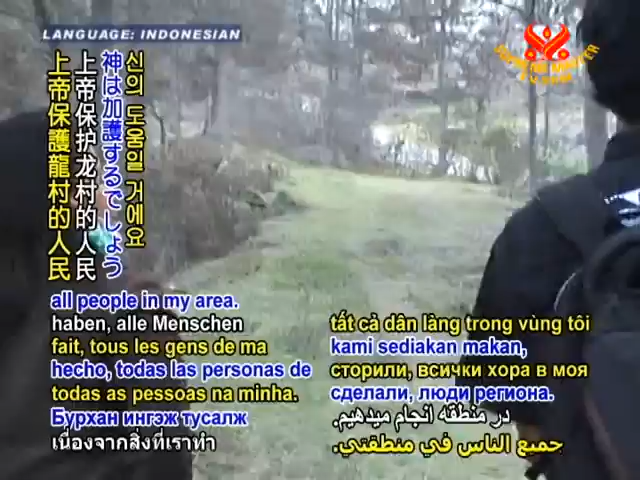 LANGUAGE: INDONESIAN
SUPREME MASTER
TV.COM
上帝保護龍村的人民
上帝保护龙村的人民
神は加護するでしょう
신의 도움일 거에요
all people in my area.
haben, alle Menschen
fait, tous les gens de ma
hecho, todas las personas de
todas as pessoas na minha.
Бурхан ингэж тусалж
เนื่องจากสิ่งที่เราทำ
tất cả dân làng trong vùng tôi
kami sediakan makan,
сторили, всички хора в моя
сделали, люди региона.
در منطقه انجام میدهیم.
جميع الناس في منطقتي.